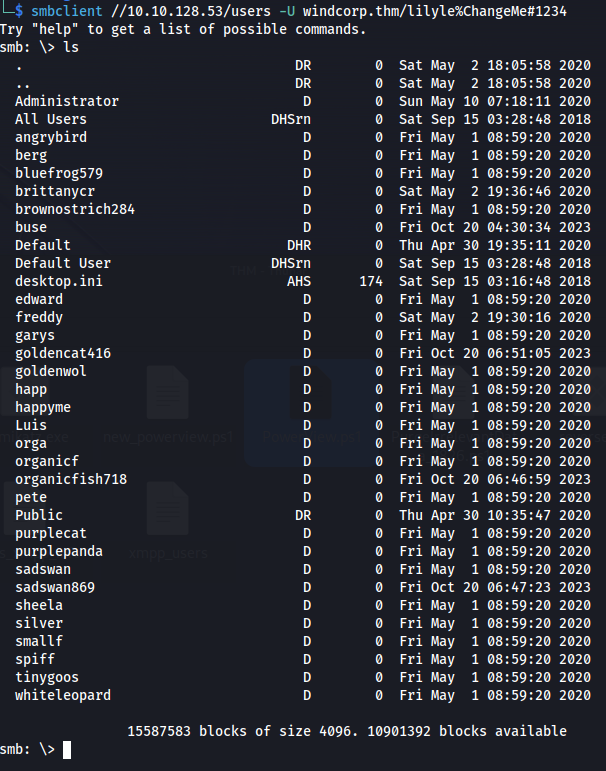 └─$ smbclient //10.10.128.53/users -U windcorp.thm/lilyle%ChangeMe#1234
Try "help" to get a list of possible commands.
smb: \> ls
  .                                  DR        0  Sat May  2 18:05:58 2020
  ..                                 DR        0  Sat May  2 18:05:58 2020
  Administrator                       D        0  Sun May 10 07:18:11 2020
  All Users                       DHSrn        0  Sat Sep 15 03:28:48 2018
  angrybird                           D        0  Fri May  1 08:59:20 2020
  berg                                D        0  Fri May  1 08:59:20 2020
  bluefrog579                         D        0  Fri May  1 08:59:20 2020
  brittanycr                          D        0  Sat May  2 19:36:46 2020
  brownostrich284                     D        0  Fri May  1 08:59:20 2020
  buse                                D        0  Fri Oct 20 04:30:34 2023
  Default                           DHR        0  Thu Apr 30 19:35:11 2020
  Default User                    DHSrn        0  Sat Sep 15 03:28:48 2018
  desktop.ini                       AHS      174  Sat Sep 15 03:16:48 2018
  edward                              D        0  Fri May  1 08:59:20 2020
  freddy                              D        0  Sat May  2 19:30:16 2020
  garys                               D        0  Fri May  1 08:59:20 2020
  goldencat416                        D        0  Fri Oct 20 06:51:05 2023
  goldenwol                           D        0  Fri May  1 08:59:20 2020
  happ                                D        0  Fri May  1 08:59:20 2020
  happyme                             D        0  Fri May  1 08:59:20 2020
  Luis                                D        0  Fri May  1 08:59:20 2020
  orga                                D        0  Fri May  1 08:59:20 2020
  organicf                            D        0  Fri May  1 08:59:20 2020
  organicfish718                      D        0  Fri Oct 20 06:46:59 2023
  pete                                D        0  Fri May  1 08:59:20 2020
  Public                             DR        0  Thu Apr 30 10:35:47 2020
  purplecat                           D        0  Fri May  1 08:59:20 2020
  purplepanda                         D        0  Fri May  1 08:59:20 2020
  sadswan                             D        0  Fri May  1 08:59:20 2020
  sadswan869                          D        0  Fri Oct 20 06:47:23 2023
  sheela                              D        0  Fri May  1 08:59:20 2020
  silver                              D        0  Fri May  1 08:59:20 2020
  smallf                              D        0  Fri May  1 08:59:20 2020
  spiff                               D        0  Fri May  1 08:59:20 2020
  tinygoos                            D        0  Fri May  1 08:59:20 2020
  whiteleopard                        D        0  Fri May  1 08:59:20 2020
15587583 blocks of size 4096. 10901392 blocks available
smb: \>
new_powerview.ps1
xmpp_users